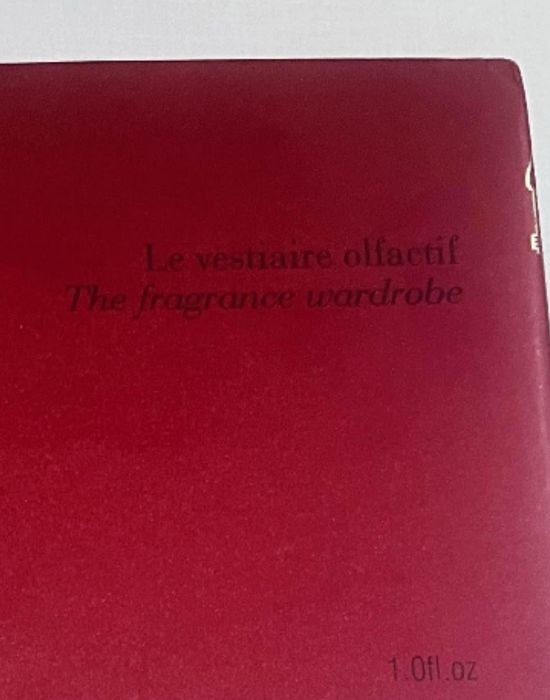 Le vestiaire olfactif
The fragrance wardrobe
1.0fl.oz